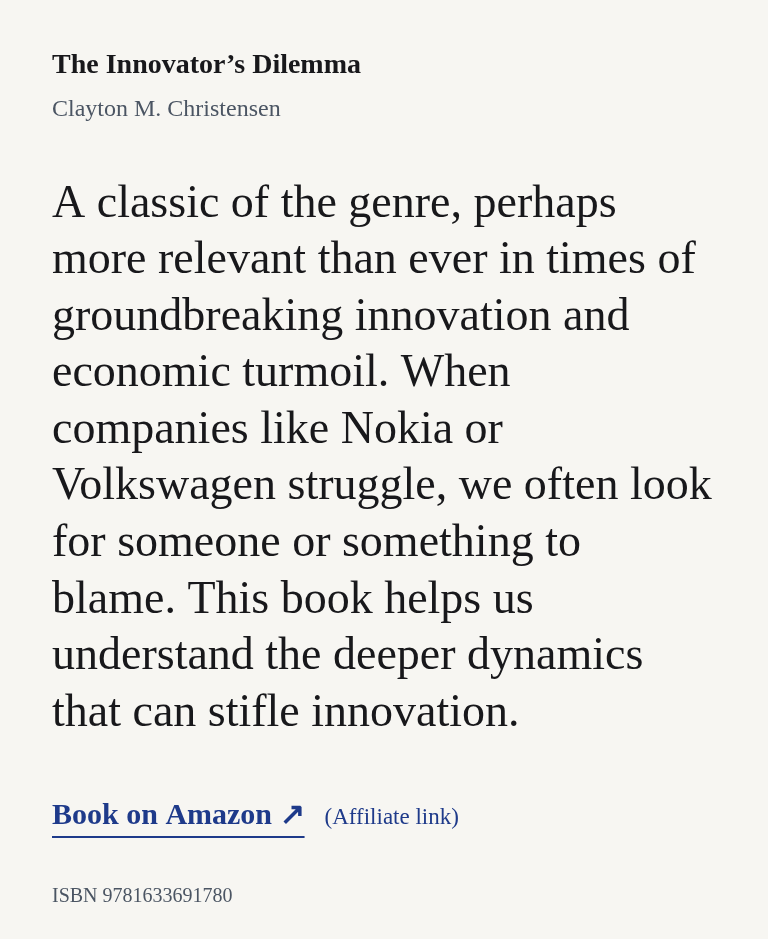 The Innovator’s Dilemma
Clayton M. Christensen
A classic of the genre, perhaps
more relevant than ever in times of
groundbreaking innovation and
economic turmoil. When
companies like Nokia or
Volkswagen struggle, we often look
for someone or something to
blame. This book helps us
understand the deeper dynamics
that can stifle innovation.
Book on Amazon ↗ (Affiliate link)
ISBN 9781633691780